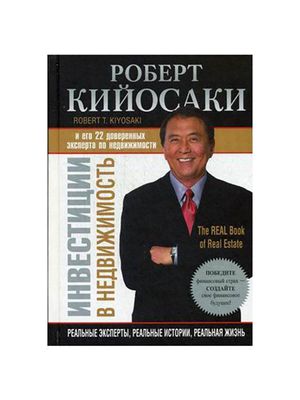 РОБЕРТ
КИЙОСАКИ
ROBERT T. KIYOSAKI
и его 22 доверенных
эксперта по недвижимости
ИНВЕСТИЦИИ
В НЕДВИЖИМОСТЬ
The REAL Book
of Real Estate
ПОБЕДИТЕ
финансовый страх —
СОЗДАЙТЕ
свое финансовое
будущее!
РЕАЛЬНЫЕ ЭКСПЕРТЫ, РЕАЛЬНЫЕ ИСТОРИИ, РЕАЛЬНАЯ ЖИЗНЬ